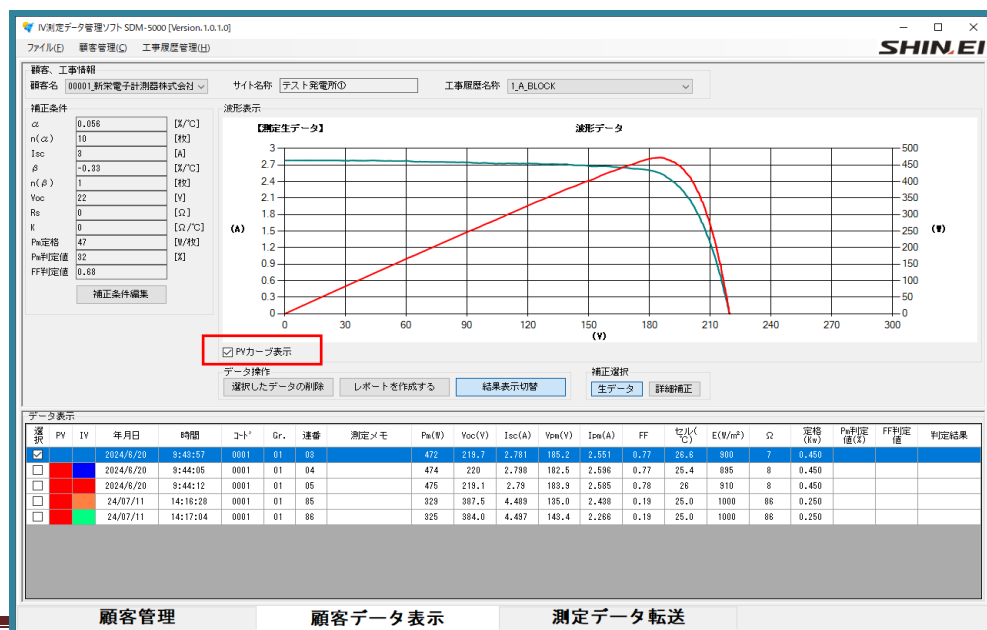 IV測定データ管理ソフト SDM-5000 [Version.1.0.1.0]
ファイル(F) 顧客管理(C) 工事履歴管理(H)
SHIN.EI
顧客、工事情報
顧客名 00001_新栄電子計測器株式会社 サイト名称 テスト発電所① 工事履歴名称 1_A_BLOCK
補正条件
α 0.056 [%/℃]
n(α) 10 [枚]
Isc 3 [A]
β -0.33 [%/℃]
n(β) 1 [枚]
Voc 22 [V]
Rs 0 [Ω]
K 0 [Ω/℃]
Pm定格 47 [W/枚]
Pm判定値 32 [%]
FF判定値 0.68
補正条件編集
波形表示
【測定生データ】 波形データ
3 500
2.7 450
2.4 400
2.1 350
1.8 300
(A) 1.5 250 (W)
1.2 200
0.9 150
0.6 100
0.3 50
0 0
0 30 60 90 120 150 180 210 240 270 300
(V)
PVカーブ表示
データ操作
選択したデータの削除 レポートを作成する 結果表示切替
補正選択
生データ 詳細補正
データ表示
選択 PV IV 年月日 時間 コード Gr. 連番 測定メモ Pm(W) Voc(V) Isc(A) Vpm(V) Ipm(A) FF セル(℃) E(W/m²) Ω 定格(Kw) Pm判定値(%) FF判定値 判定結果
2024/6/20 9:43:57 0001 01 03 472 219.7 2.781 185.2 2.551 0.77 26.6 900 7 0.450
2024/6/20 9:44:05 0001 01 04 474 220 2.798 182.5 2.596 0.77 25.4 895 8 0.450
2024/6/20 9:44:12 0001 01 05 475 219.1 2.79 183.9 2.585 0.78 26 910 8 0.450
24/07/11 14:16:28 0001 01 85 329 387.5 4.489 135.0 2.438 0.19 25.0 1000 86 0.250
24/07/11 14:17:04 0001 01 86 325 384.0 4.497 143.4 2.266 0.19 25.0 1000 86 0.250
顧客管理 顧客データ表示 測定データ転送